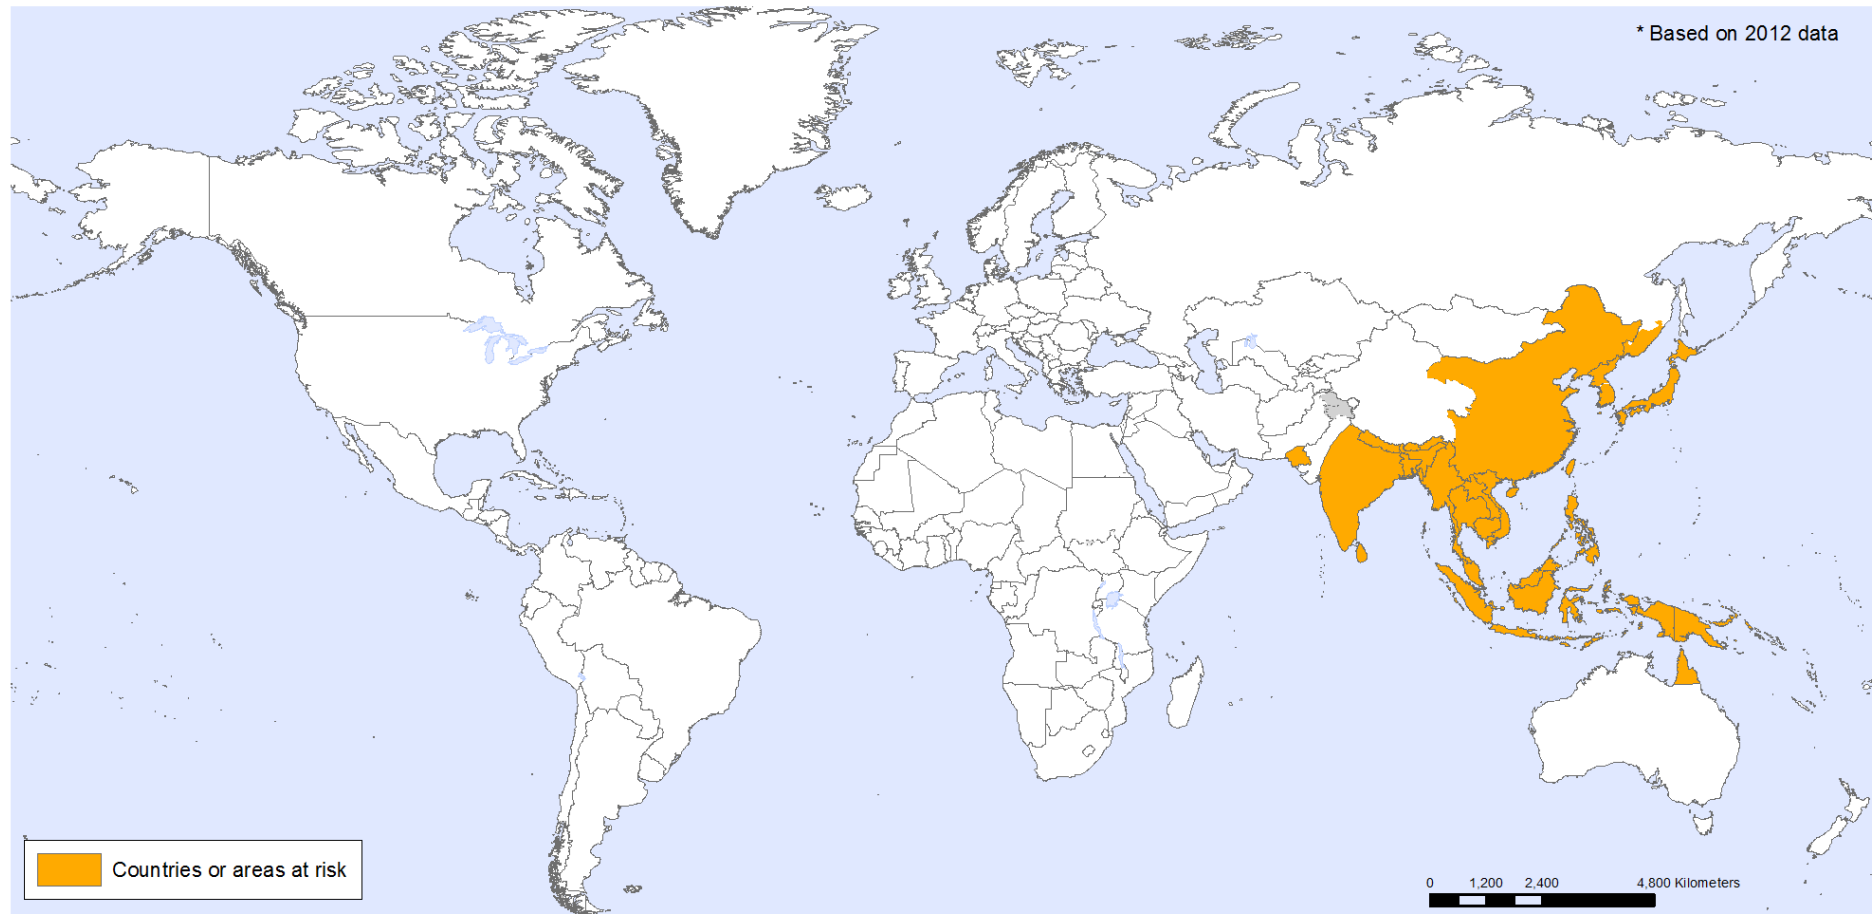 * Based on 2012 data
Countries or areas at risk
0 1,200 2,400 4,800 Kilometers